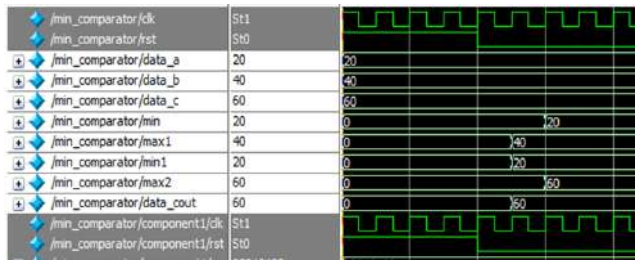 /min_comparator/clk St1
/min_comparator/rst St0
/min_comparator/data_a 20 20
/min_comparator/data_b 40 40
/min_comparator/data_c 60 60
/min_comparator/min 20 0 20
/min_comparator/max1 40 0 40
/min_comparator/min1 20 0 20
/min_comparator/max2 60 0 60
/min_comparator/data_cout 60 0 60
/min_comparator/component1/clk St1
/min_comparator/component1/rst St0